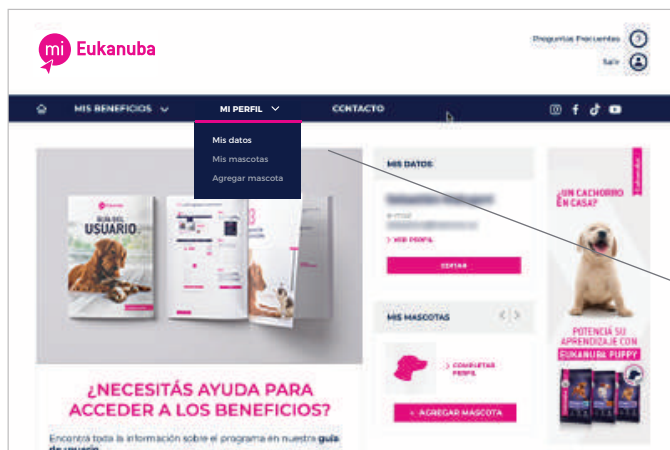 mi Eukanuba
Preguntas Frecuentes
Salir
MIS BENEFICIOS
MI PERFIL
CONTACTO
Mis datos
Mis mascotas
Agregar mascota
GUÍA DEL
USUARIO
MIS DATOS
e-mail
> VER PERFIL
EDITAR
MIS MASCOTAS
> COMPLETAR
PERFIL
+ AGREGAR MASCOTA
Eukanuba
¿UN CACHORRO
EN CASA?
POTENCIÁ SU
APRENDIZAJE CON
EUKANUBA PUPPY
¿NECESITÁS AYUDA PARA
ACCEDER A LOS BENEFICIOS?
Encontrá toda la información sobre el programa en nuestra guía
de usuario